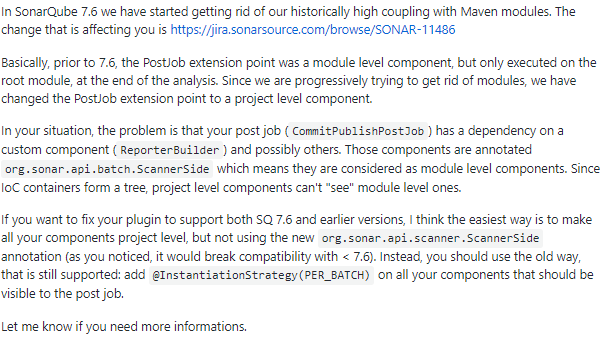 In SonarQube 7.6 we have started getting rid of our historically high coupling with Maven modules. The
change that is affecting you is https://jira.sonarsource.com/browse/SONAR-11486
Basically, prior to 7.6, the PostJob extension point was a module level component, but only executed on the
root module, at the end of the analysis. Since we are progressively trying to get rid of modules, we have
changed the PostJob extension point to a project level component.
In your situation, the problem is that your post job ( CommitPublishPostJob ) has a dependency on a
custom component ( ReporterBuilder ) and possibly others. Those components are annotated
org.sonar.api.batch.ScannerSide which means they are considered as module level components. Since
IoC containers form a tree, project level components can't "see" module level ones.
If you want to fix your plugin to support both SQ 7.6 and earlier versions, I think the easiest way is to make
all your components project level, but not using the new org.sonar.api.scanner.ScannerSide
annotation (as you noticed, it would break compatibility with < 7.6). Instead, you should use the old way,
that is still supported: add @InstantiationStrategy(PER_BATCH) on all your components that should be
visible to the post job.
Let me know if you need more informations.